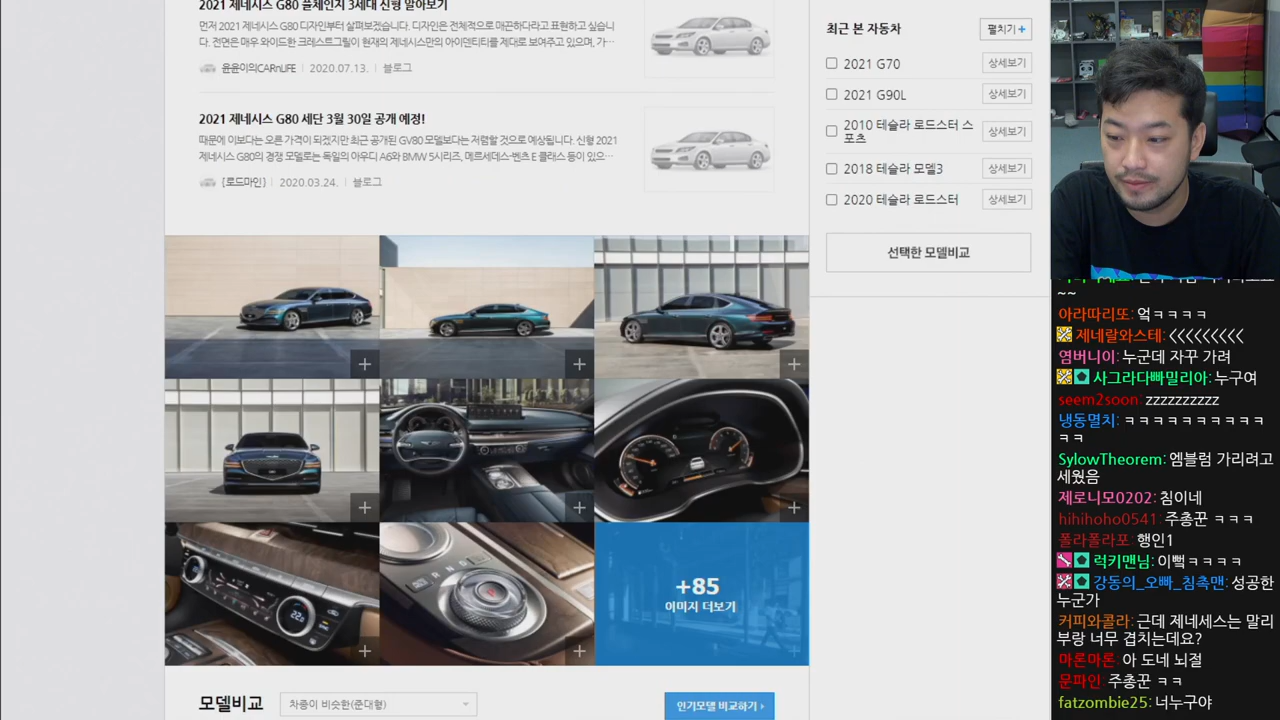 2021 제네시스 G80 풀체인지 3세대 신형 알아보기
먼저 2021 제네시스 G80 디자인부터 살펴보겠습니다. 디자인은 전체적으로 매끈하다라고 표현하고 싶습니
다. 전면은 매우 와이드한 크레스트그릴이 현재의 제네시스만의 아이덴티티를 제대로 보여주고 있으며, 가…
윤윤이의CARnLIFE | 2020.07.13. | 블로그
2021 제네시스 G80 세단 3월 30일 공개 예정!
때문에 이보다는 오른 가격이 되겠지만 최근 공개된 GV80 모델보다는 저렴할 것으로 예상됩니다. 신형 2021
제네시스 G80의 경쟁 모델로는 독일의 아우디 A6와 BMW 5시리즈, 메르세데스-벤츠 E 클래스 등이 있으…
(로드마인) | 2020.03.24. | 블로그
+85
이미지 더보기
모델비교
차종이 비슷한(준대형)
인기모델 비교하기
최근 본 자동차
펼치기+
2021 G70
상세보기
2021 G90L
상세보기
2010 테슬라 로드스터 스
포츠
상세보기
2018 테슬라 모델3
상세보기
2020 테슬라 로드스터
상세보기
선택한 모델비교
~~
아라따리또: 엌ㅋㅋㅋㅋ
제네랄와스테: <<<<<<<<<
염버니이: 누군데 자꾸 가려
사그라다빠밀리아: 누구여
seem2soon: zzzzzzzzzz
냉동멸치: ㅋㅋㅋㅋㅋㅋㅋㅋㅋㅋ
ㅋㅋ
SylowTheorem: 엠블럼 가리려고
세웠음
제로니모0202: 침이네
hihihoho0541: 주총꾼 ㅋㅋㅋ
폴라폴라포: 행인1
럭키맨님: 이뻨ㅋㅋㅋㅋ
강동의_오빠_침촉맨: 성공한
누군가
커피와콜라: 근데 제네세스는 말리
부랑 너무 겹치는데요?
마론마론: 아 도네 뇌절
문파인: 주총꾼 ㅋㅋ
fatzombie25: 너누구야